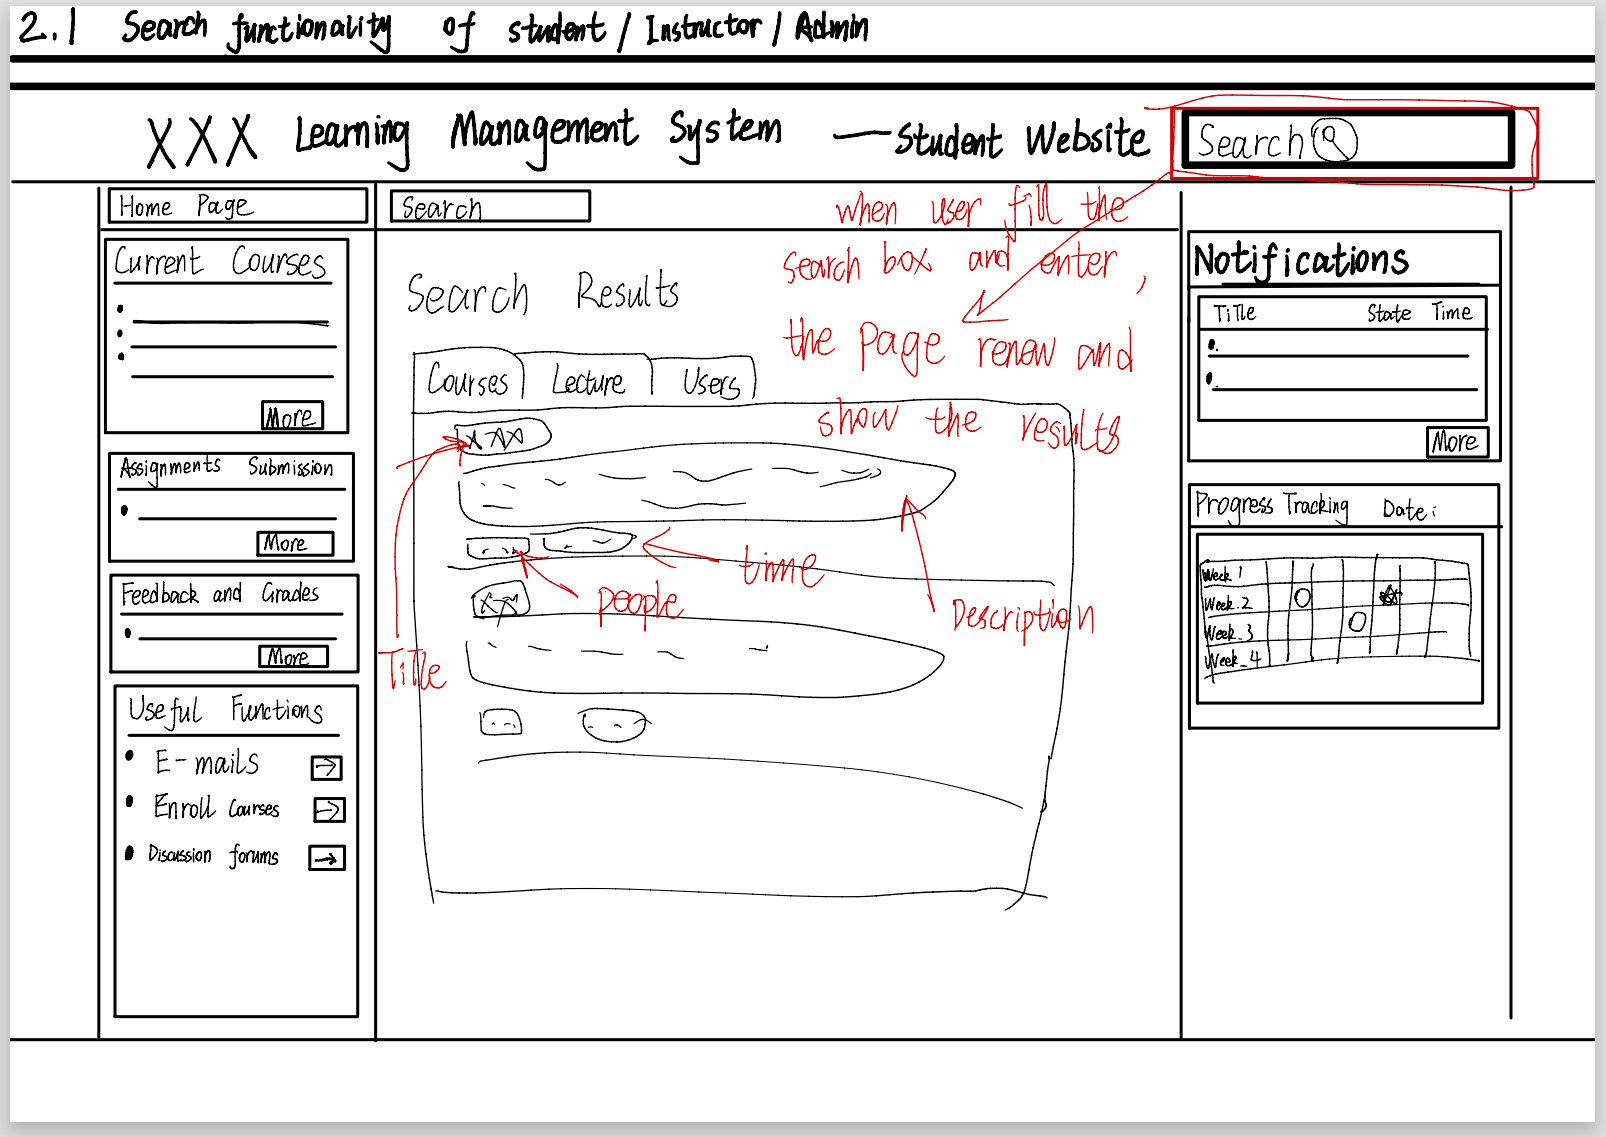 2.1 Search functionality of student / Instructor / Admin
XXX Learning Management System — Student Website
Search
Home Page
Search
Current Courses
More
Assignments Submission
More
Feedback and Grades
More
Useful Functions
E-mails
Enroll Courses
Discussion forums
Search Results
Courses
Lecture
Users
XXX
XX
when user fill the
search box and enter,
the page renew and
show the results
Title
people
time
Description
Notifications
Title State Time
More
Progress Tracking Date:
Week 1
Week 2
Week 3
Week 4